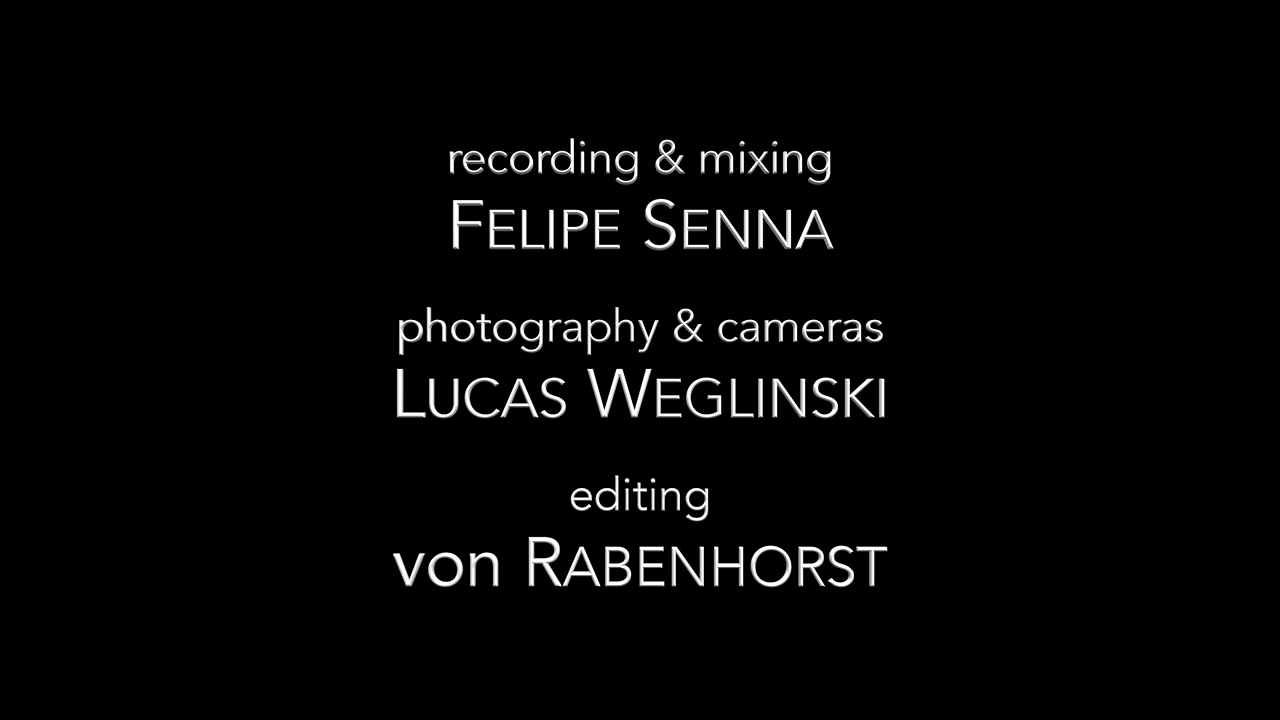 recording & mixing
FELIPE SENNA
photography & cameras
LUCAS WEGLINSKI
editing
von RABENHORST